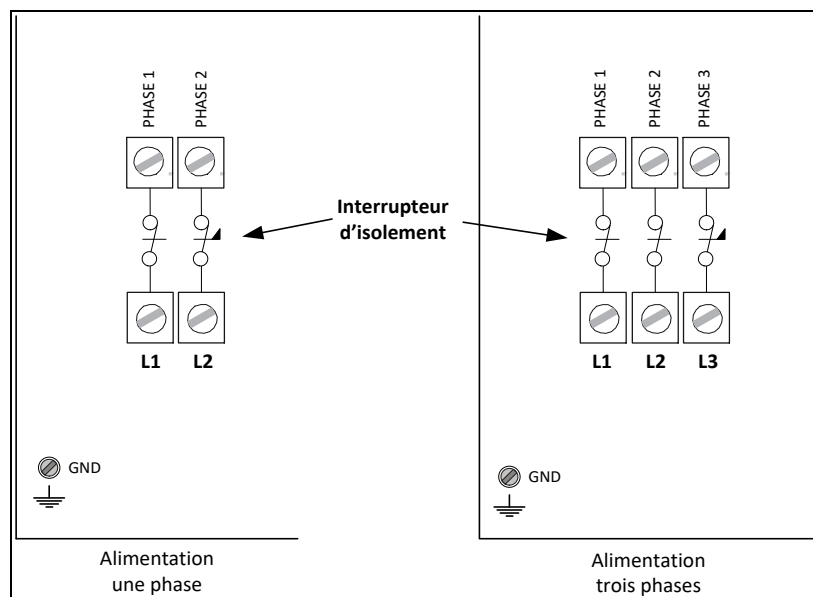 PHASE 1
PHASE 2
L1
L2
GND
Alimentation
une phase
Interrupteur
d'isolement
PHASE 1
PHASE 2
PHASE 3
L1
L2
L3
GND
Alimentation
trois phases